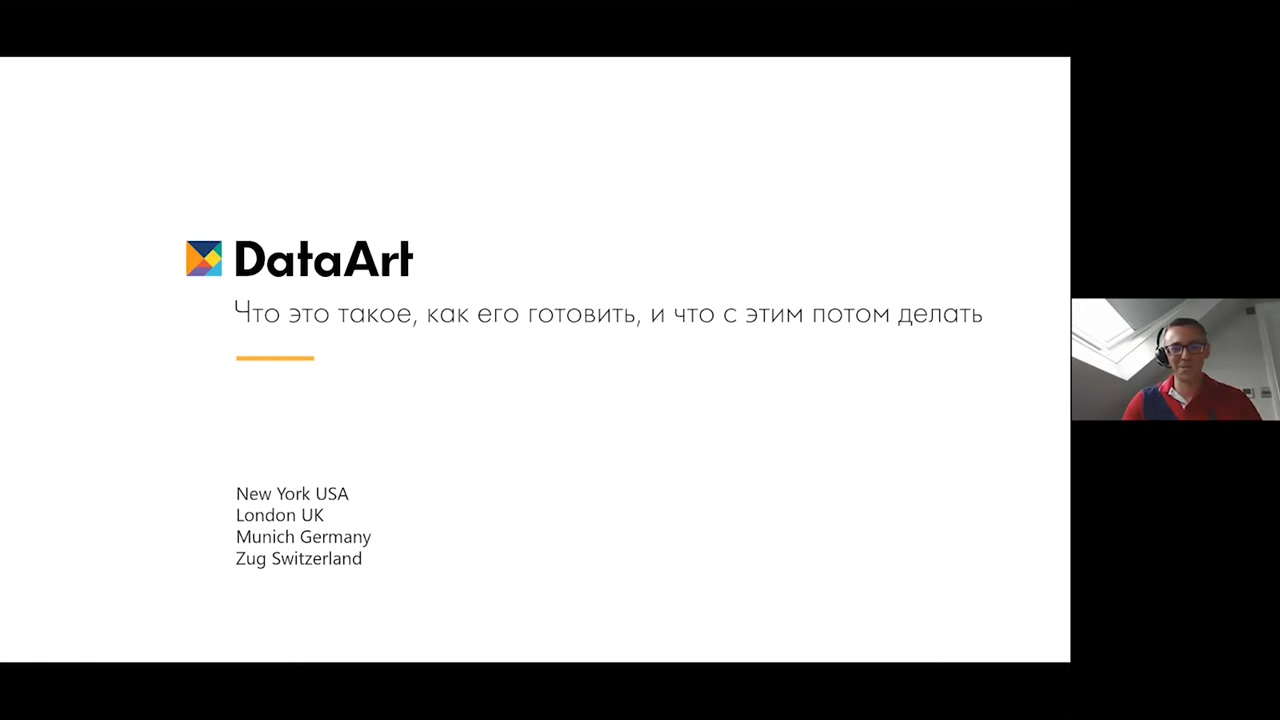 DataArt
Что это такое, как его готовить, и что с этим потом делать
New York USA
London UK
Munich Germany
Zug Switzerland